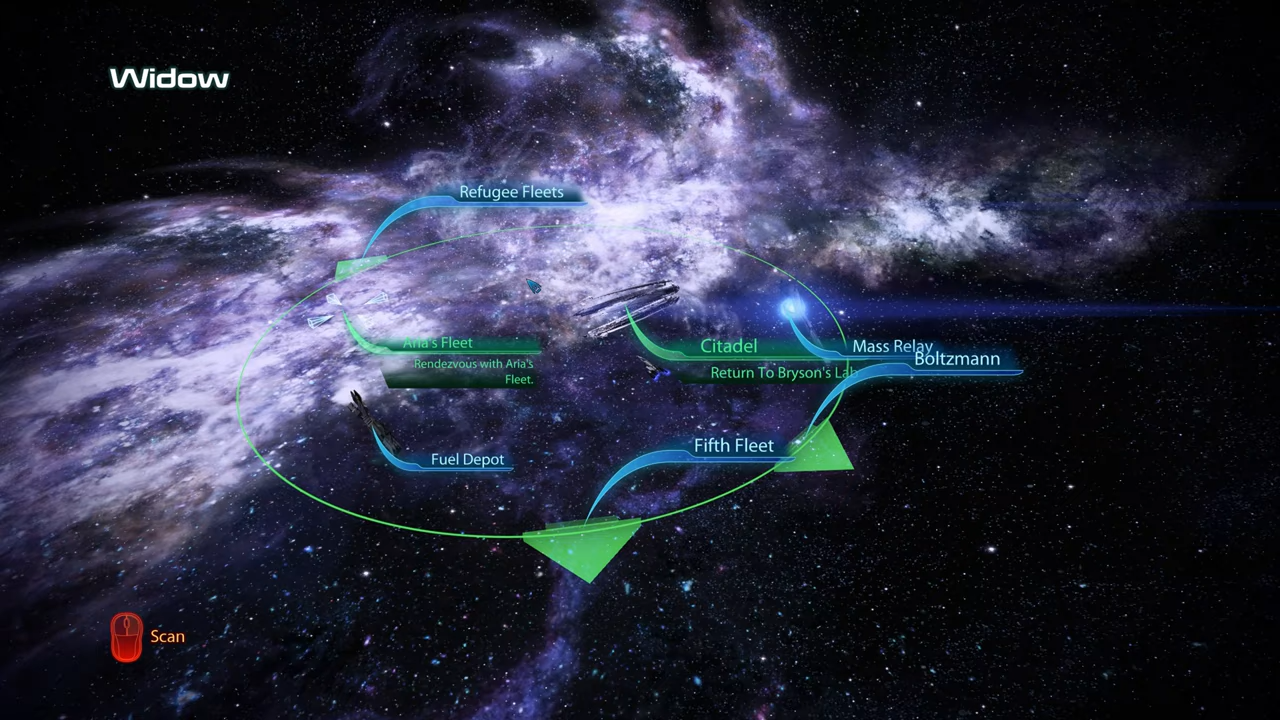 Widow
Refugee Fleets
Aria's Fleet
Rendezvous with Aria's
Fleet.
Citadel
Return To Bryson's Lab
Mass Relay
Boltzmann
Fifth Fleet
Fuel Depot
Scan